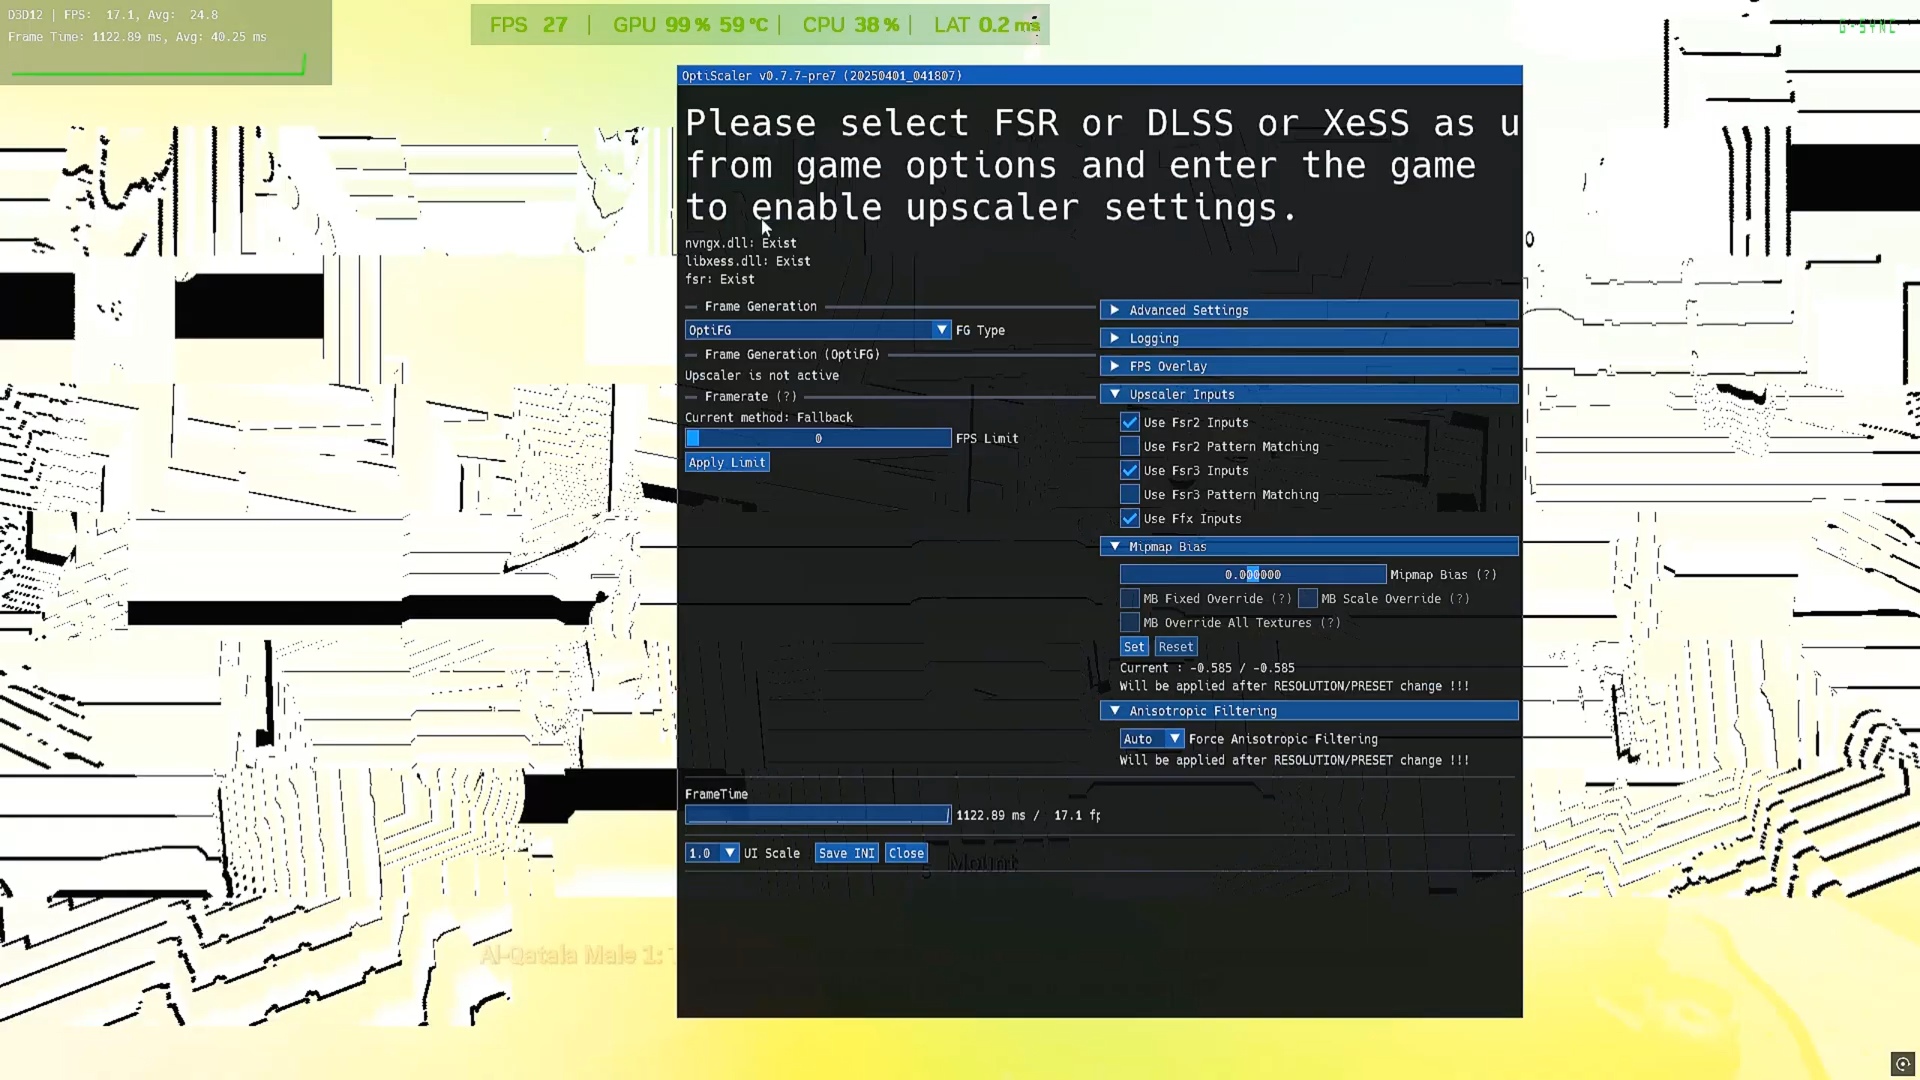 D3D12 | FPS: 17.1, Avg: 24.8
Frame Time: 1122.89 ms, Avg: 40.25 ms
FPS 27 | GPU 99 % 59 °C | CPU 38 % | LAT 0.2 ms
G-SYNC
OptiScaler v0.7.7-pre7 (20250401_041807)
Please select FSR or DLSS or XeSS as u
from game options and enter the game
to enable upscaler settings.
nvngx.dll: Exist
libxess.dll: Exist
fsr: Exist
Frame Generation
OptiFG FG Type
Frame Generation (OptiFG)
Upscaler is not active
Framerate (?)
Current method: Fallback
0 FPS Limit
Apply Limit
Advanced Settings
Logging
FPS Overlay
Upscaler Inputs
Use Fsr2 Inputs
Use Fsr2 Pattern Matching
Use Fsr3 Inputs
Use Fsr3 Pattern Matching
Use Ffx Inputs
Mipmap Bias
0.000000 Mipmap Bias (?)
MB Fixed Override (?) MB Scale Override (?)
MB Override All Textures (?)
Set Reset
Current : -0.585 / -0.585
Will be applied after RESOLUTION/PRESET change !!!
Anisotropic Filtering
Auto Force Anisotropic Filtering
Will be applied after RESOLUTION/PRESET change !!!
FrameTime
1122.89 ms / 17.1 fp
1.0 UI Scale Save INI Close
Mount
Al-Qatala Male 1: